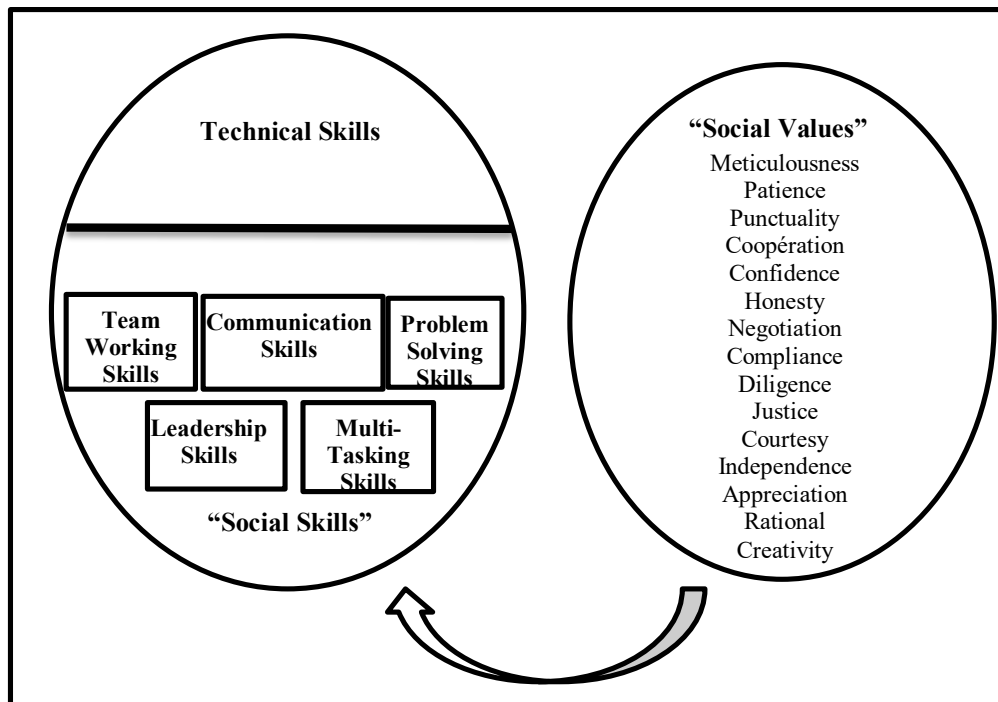 Technical Skills
Team
Working
Skills
Communication
Skills
Problem
Solving
Skills
Leadership
Skills
Multi-
Tasking
Skills
“Social Skills”
“Social Values”
Meticulousness
Patience
Punctuality
Coopération
Confidence
Honesty
Negotiation
Compliance
Diligence
Justice
Courtesy
Independence
Appreciation
Rational
Creativity